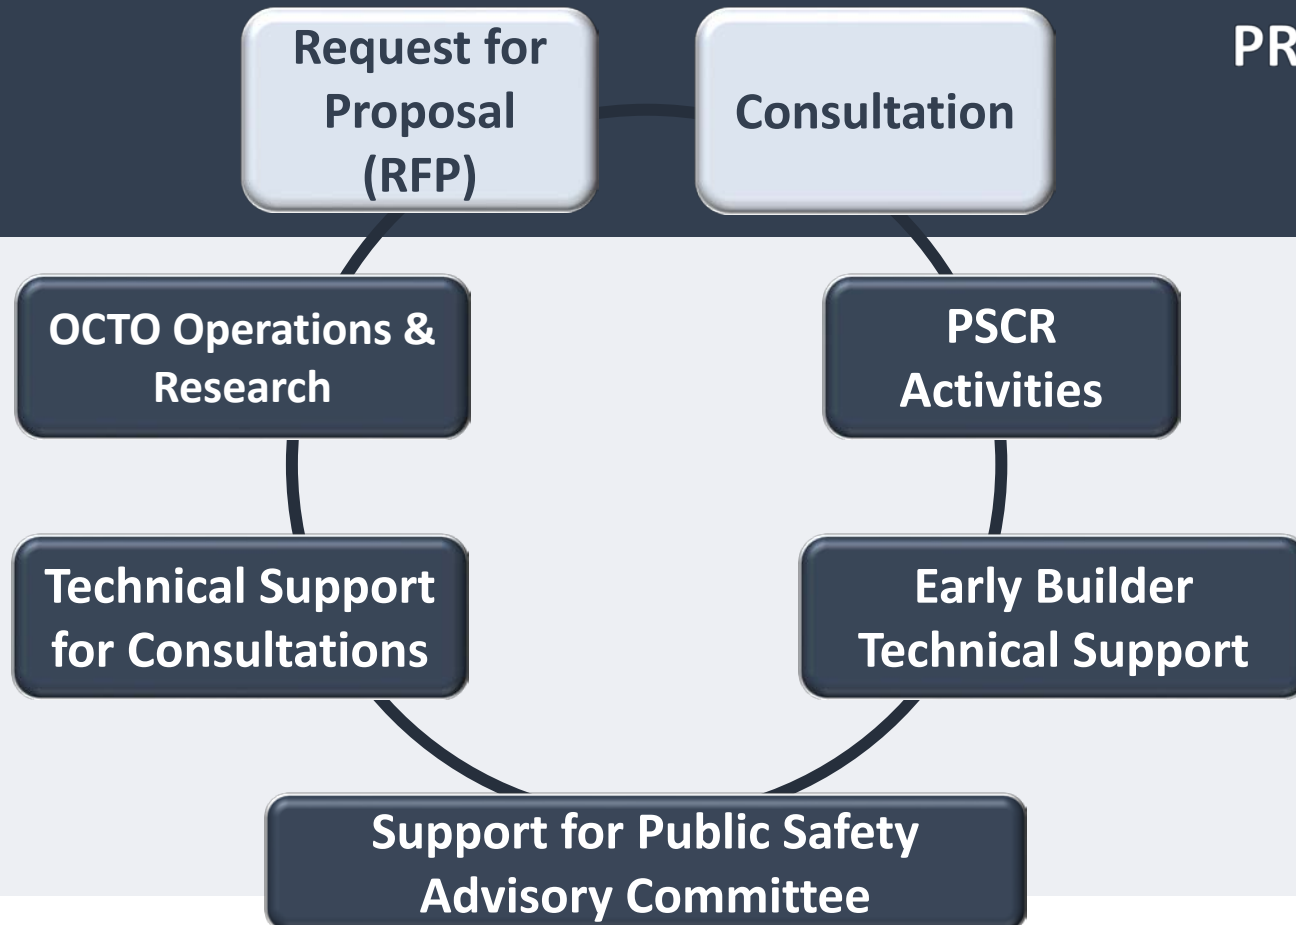 PR
Request for
Proposal
(RFP)
Consultation
OCTO Operations &
Research
PSCR
Activities
Technical Support
for Consultations
Early Builder
Technical Support
Support for Public Safety
Advisory Committee